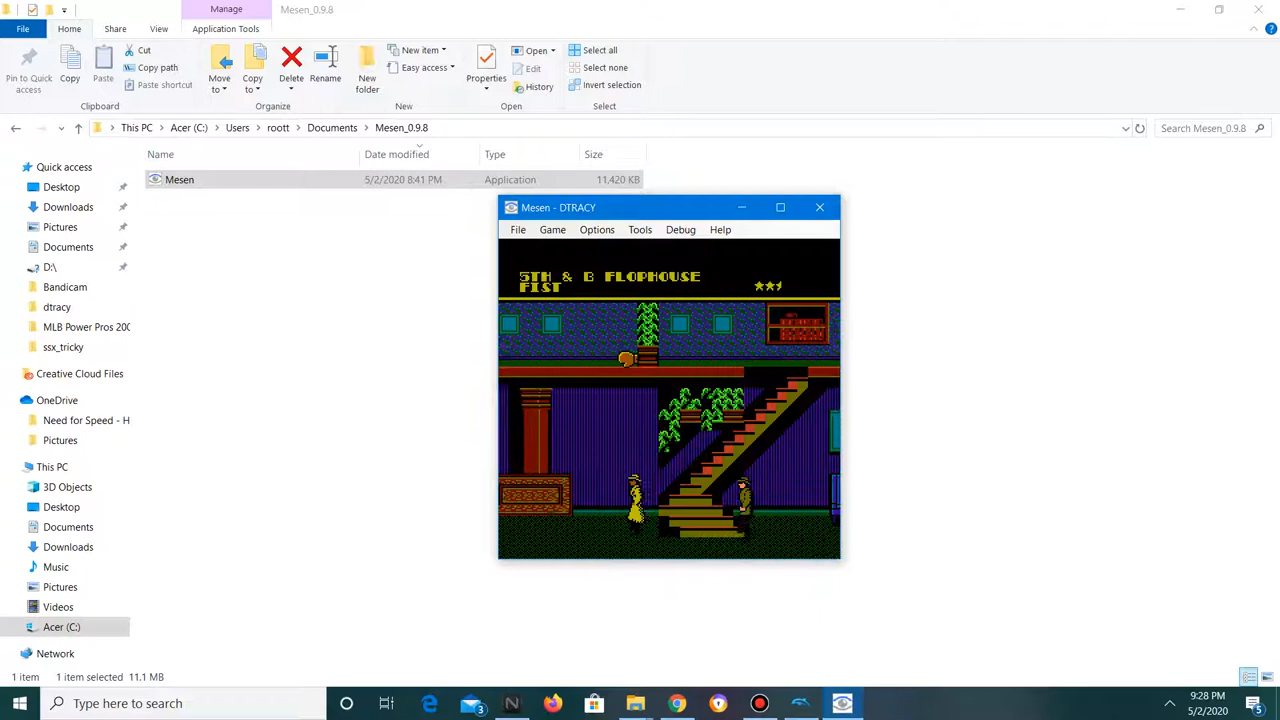 Manage
Mesen_0.9.8
File
Home
Share
View
Application Tools
Pin to Quick access
Copy
Paste
Cut
Copy path
Paste shortcut
Clipboard
Move to
Copy to
Delete
Rename
Organize
New folder
New item
Easy access
New
Properties
Open
Edit
History
Open
Select all
Select none
Invert selection
Select
This PC
Acer (C:)
Users
roott
Documents
Mesen_0.9.8
Search Mesen_0.9.8
Name
Date modified
Type
Size
Mesen
5/2/2020 8:41 PM
Application
11,420 KB
Quick access
Desktop
Downloads
Pictures
Documents
D:\
Bandicam
dtracy
MLB Power Pros 200
ssx_tricky
Creative Cloud Files
OneDrive
Need for Speed - H
Pictures
This PC
3D Objects
Desktop
Documents
Downloads
Music
Pictures
Videos
Acer (C:)
Network
Mesen - DTRACY
File
Game
Options
Tools
Debug
Help
5TH & B FLOPHOUSE
FIST
1 item
1 item selected 11.1 MB
Type here to search
3
N
9:28 PM
5/2/2020
5